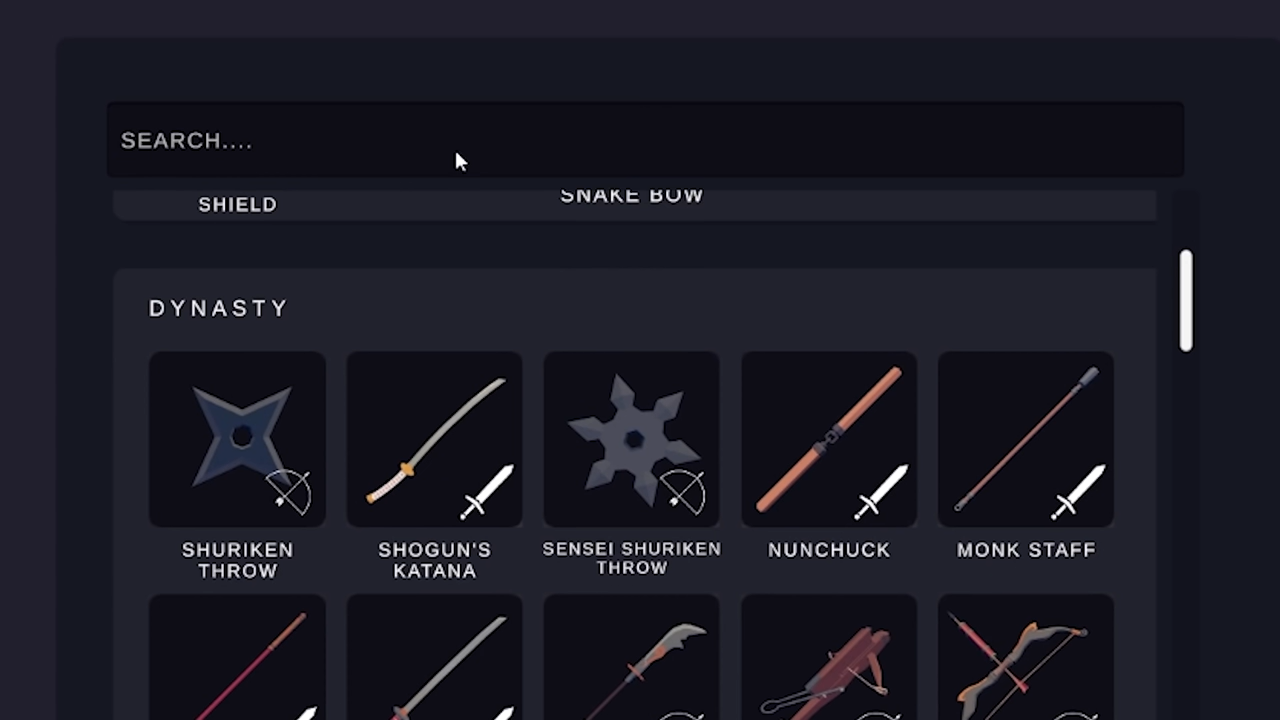 SEARCH....
SHIELD
SNAKE BOW
DYNASTY
SHURIKEN
THROW
SHOGUN'S
KATANA
SENSEI SHURIKEN
THROW
NUNCHUCK
MONK STAFF